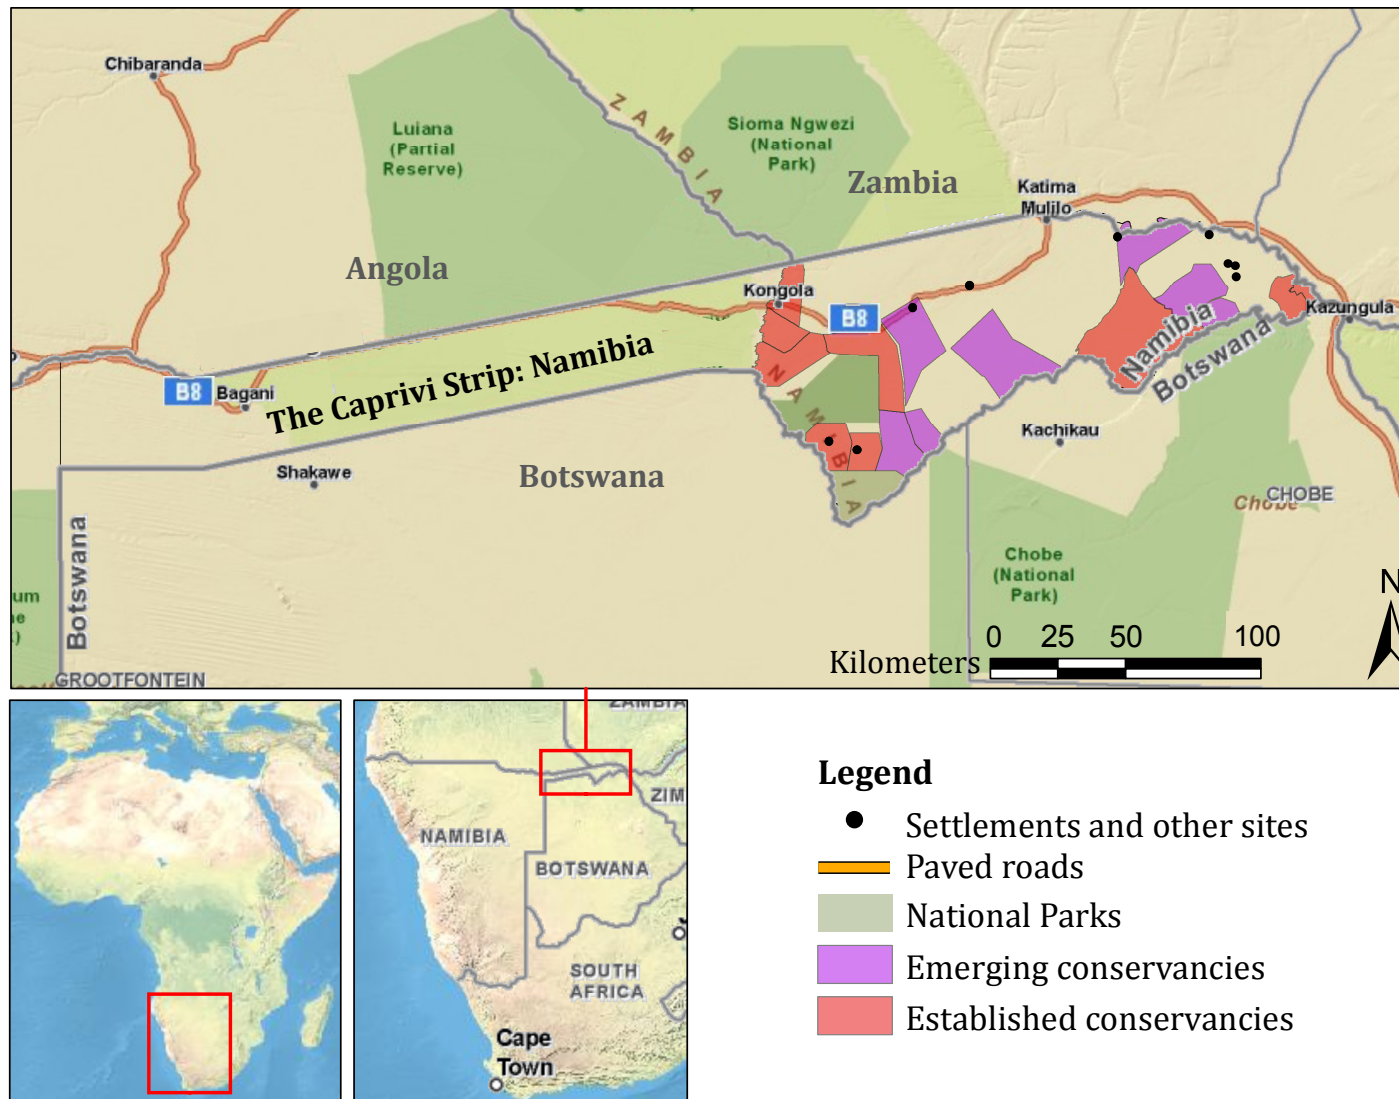 Chibaranda
Luiana
(Partial
Reserve)
ZAMBIA
Sioma Ngwezi
(National
Park)
Zambia
Katima
Mulilo
Angola
Kongola
B8
Kazungula
Namibia
Botswana
The Caprivi Strip: Namibia
B8
Bagani
NAMIBIA
Kachikau
Shakawe
Botswana
Chobe
CHOBE
Botswana
Chobe
(National
Park)
um
)
N
0 25 50 100
Kilometers
GROOTFONTEIN
ZAMBIA
ZIM
NAMIBIA
BOTSWANA
SOUTH
AFRICA
Cape
Town
Legend
Settlements and other sites
Paved roads
National Parks
Emerging conservancies
Established conservancies